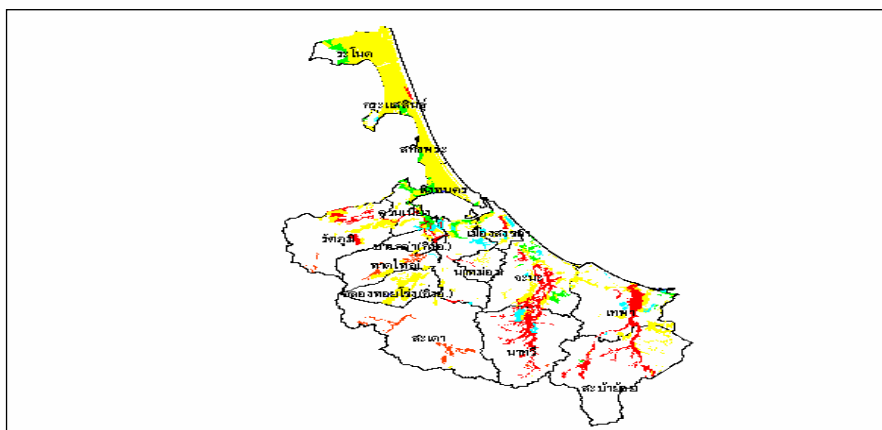 ระโนด
กระแสสินธุ์
สทิงพระ
สิงหนคร
ควนเนียง
เมืองสงขลา
รัตภูมิ
บางกล่ำ(กิ่งอ.)
หาดใหญ่
นาหม่อม
จะนะ
คลองหอยโข่ง(กิ่งอ.)
เทพา
สะเดา
นาทวี
สะบ้าย้อย